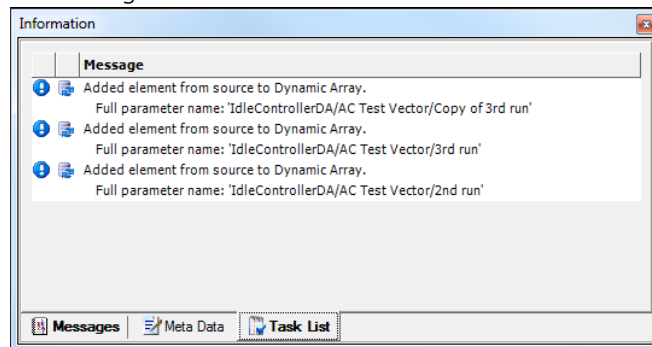 Information
Message
Added element from source to Dynamic Array.
Full parameter name: 'IdleControllerDA/AC Test Vector/Copy of 3rd run'
Added element from source to Dynamic Array.
Full parameter name: 'IdleControllerDA/AC Test Vector/3rd run'
Added element from source to Dynamic Array.
Full parameter name: 'IdleControllerDA/AC Test Vector/2nd run'
Messages Meta Data Task List